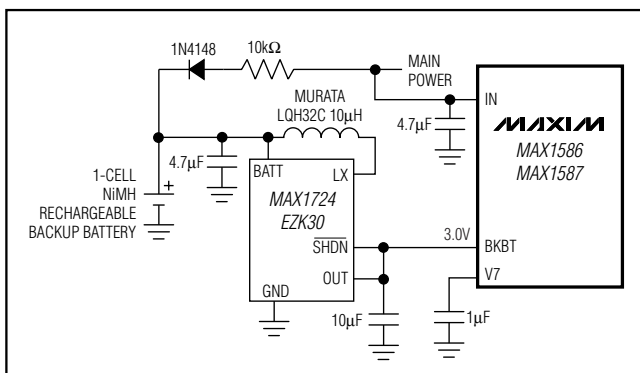 1N4148
10kΩ
MAIN
POWER
MURATA
LQH32C 10μH
IN
4.7μF
MAXIM
MAX1586
MAX1587
4.7μF
BATT
LX
1-CELL
NiMH
RECHARGEABLE
BACKUP BATTERY
+
MAX1724
EZK30
SHDN
3.0V
BKBT
OUT
V7
GND
10μF
1μF